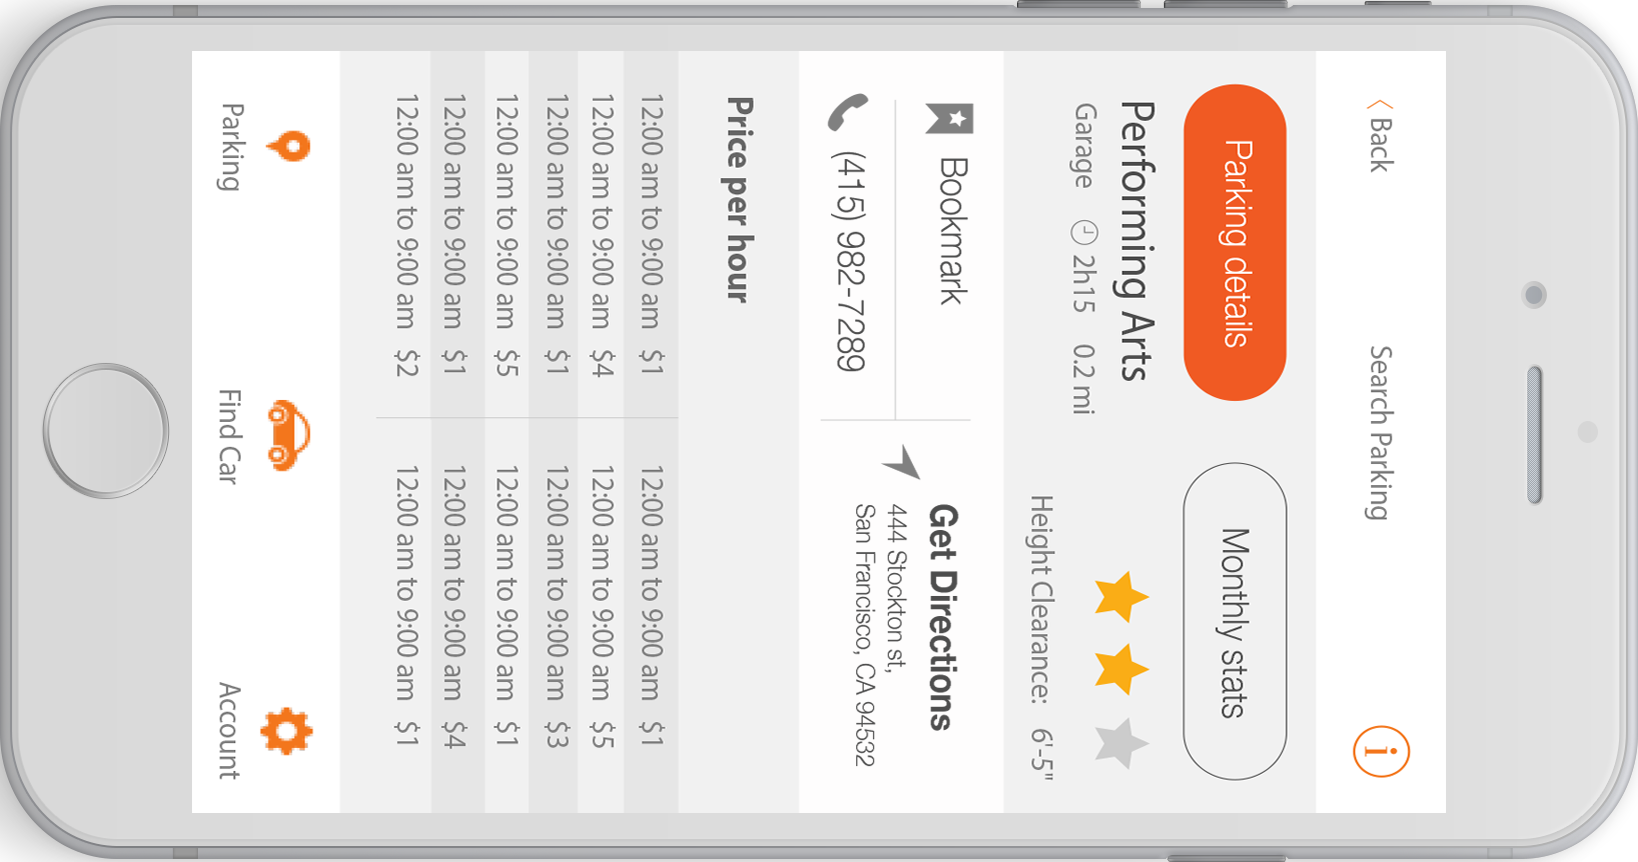 Back
Search Parking
i
Parking details
Monthly stats
Performing Arts
Garage 2h15 0.2 mi
Height Clearance: 6'-5"
Bookmark
(415) 982-7289
Get Directions
444 Stockton st,
San Francisco, CA 94532
Price per hour
12:00 am to 9:00 am $1 12:00 am to 9:00 am $1
12:00 am to 9:00 am $4 12:00 am to 9:00 am $5
12:00 am to 9:00 am $1 12:00 am to 9:00 am $3
12:00 am to 9:00 am $5 12:00 am to 9:00 am $1
12:00 am to 9:00 am $1 12:00 am to 9:00 am $4
12:00 am to 9:00 am $2 12:00 am to 9:00 am $1
Parking
Find Car
Account